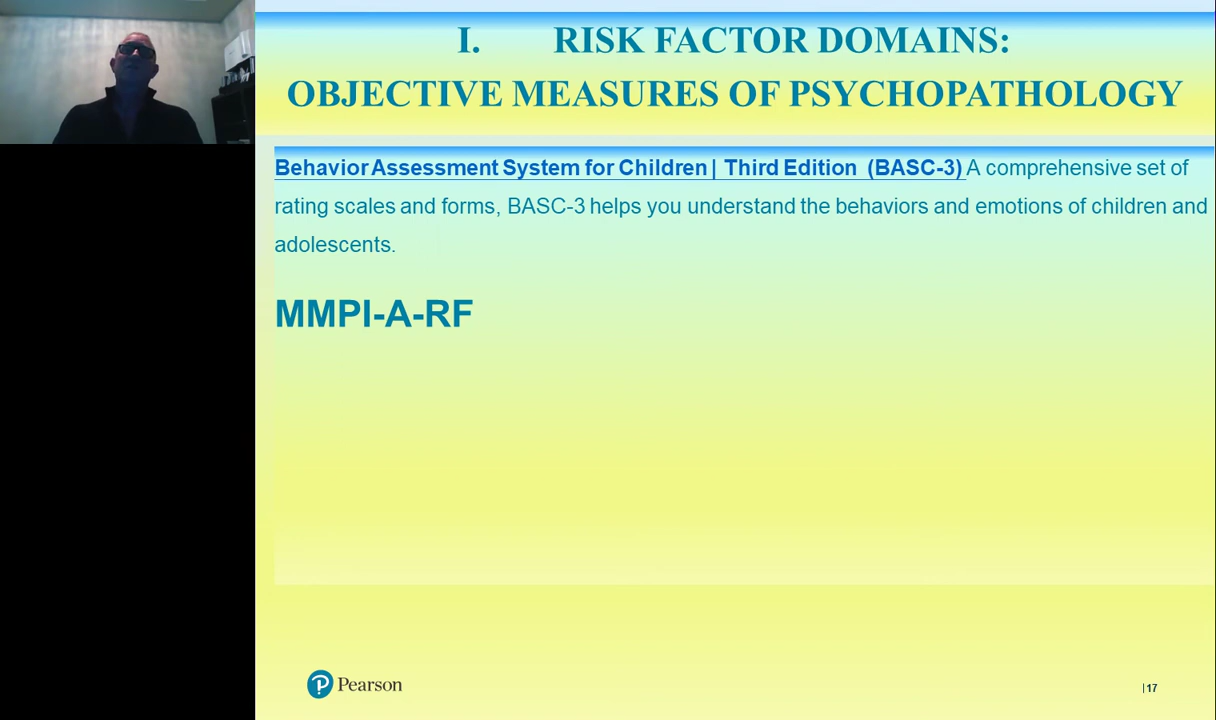 I. RISK FACTOR DOMAINS:
OBJECTIVE MEASURES OF PSYCHOPATHOLOGY
Behavior Assessment System for Children | Third Edition (BASC-3) A comprehensive set of
rating scales and forms, BASC-3 helps you understand the behaviors and emotions of children and
adolescents.
MMPI-A-RF
Pearson
| 17